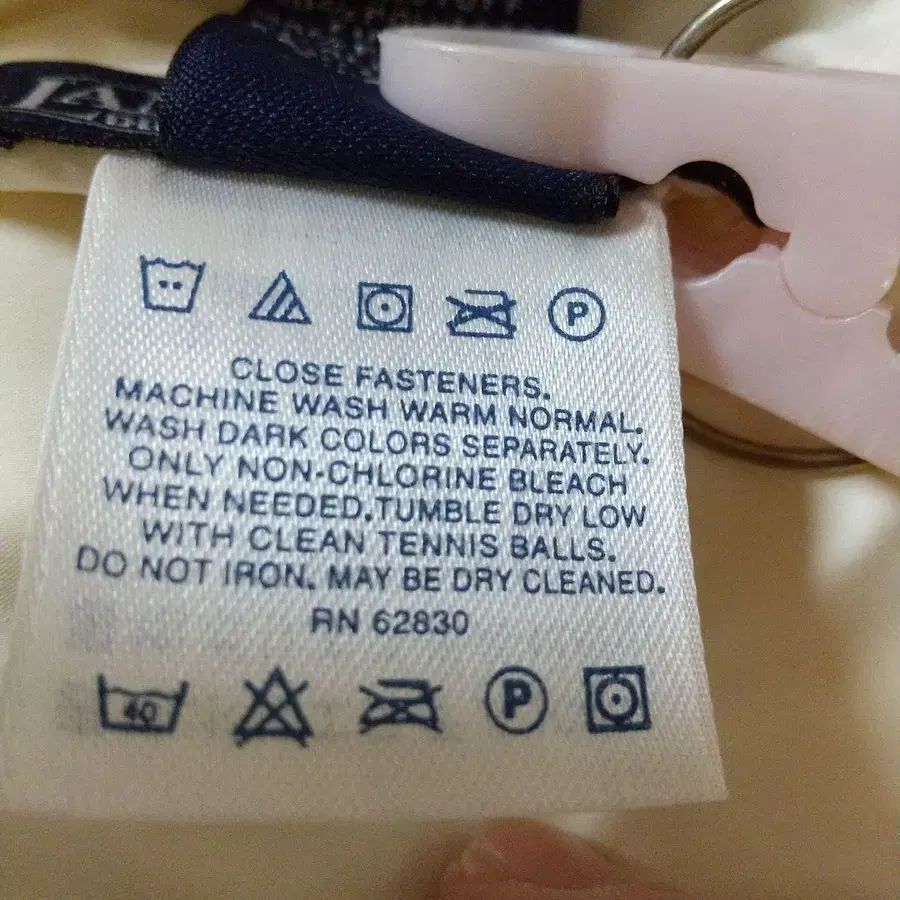 P
CLOSE FASTENERS.
MACHINE WASH WARM NORMAL.
WASH DARK COLORS SEPARATELY.
ONLY NON-CHLORINE BLEACH
WHEN NEEDED.TUMBLE DRY LOW
WITH CLEAN TENNIS BALLS.
DO NOT IRON. MAY BE DRY CLEANED.
RN 62830
40 P